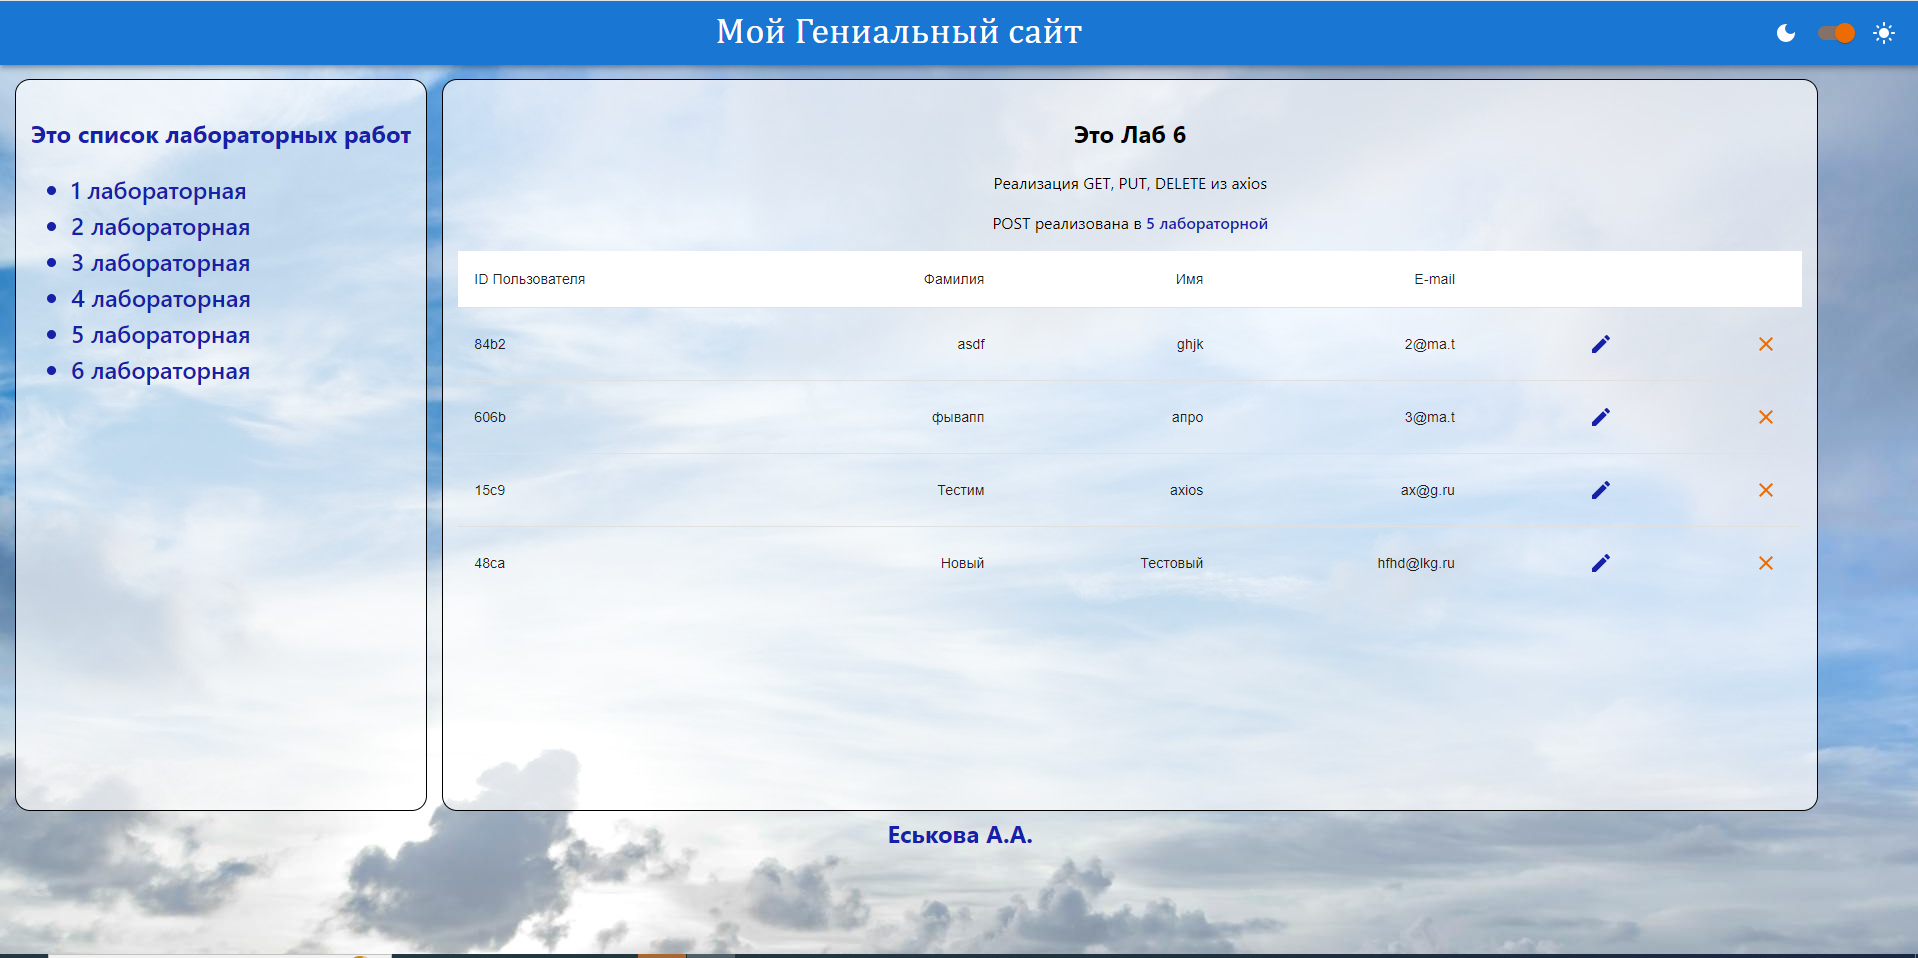 Мой Гениальный сайт
Это список лабораторных работ
1 лабораторная
2 лабораторная
3 лабораторная
4 лабораторная
5 лабораторная
6 лабораторная
Это Лаб 6
Реализация GET, PUT, DELETE из axios
POST реализована в 5 лабораторной
ID Пользователя Фамилия Имя E-mail
84b2 asdf ghjk 2@ma.t
606b фывапп апро 3@ma.t
15c9 Тестим axios ax@g.ru
48ca Новый Тестовый hfhd@lkg.ru
Еськова А.А.